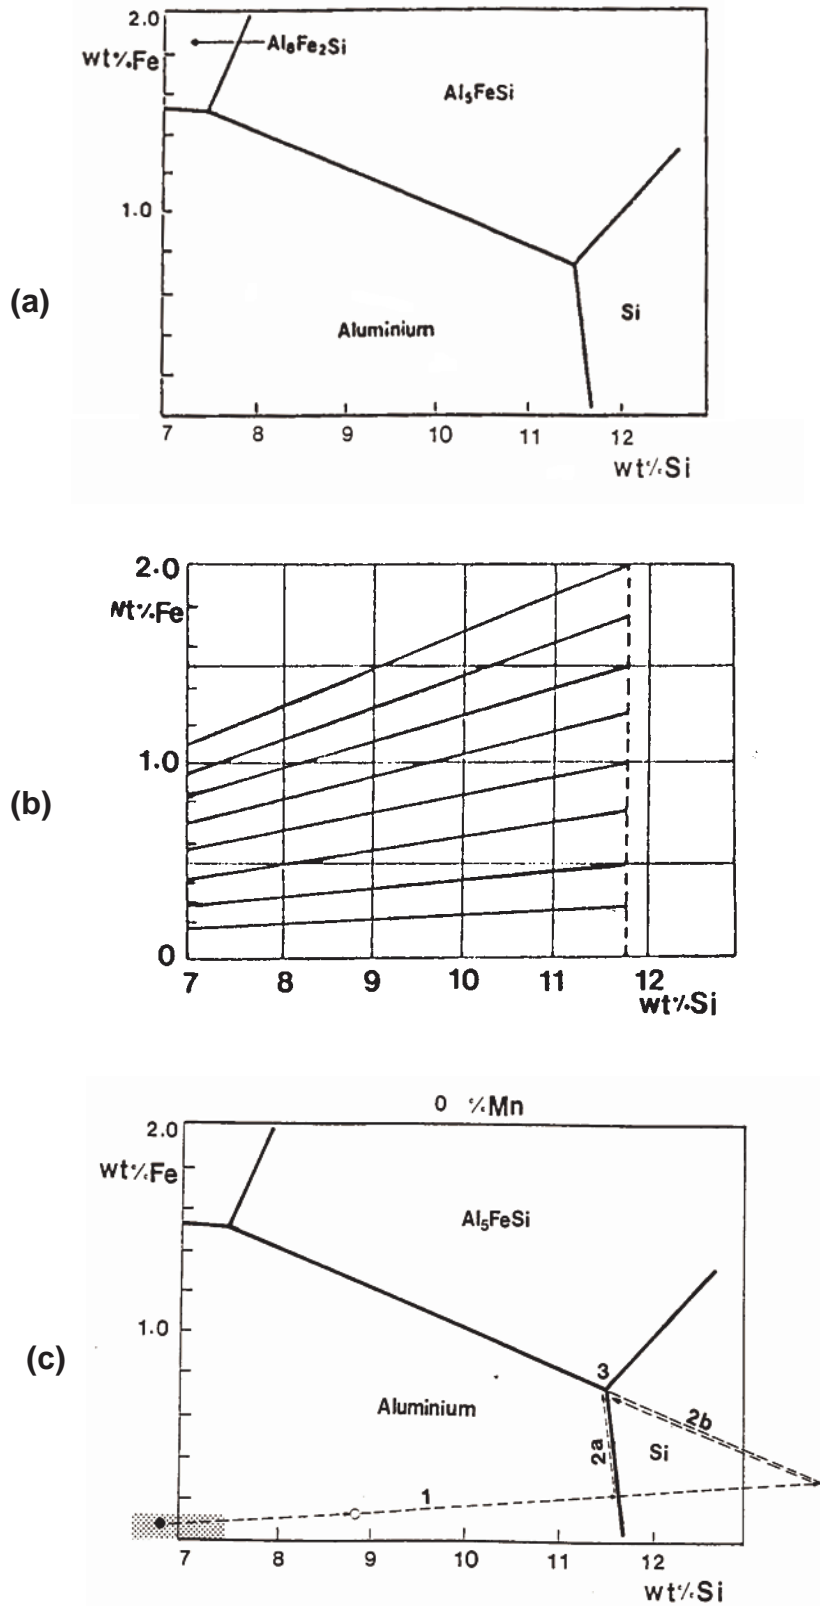 (a)
2.0
wt%Fe
Al8Fe2Si
Al5FeSi
1.0
Si
Aluminium
7 8 9 10 11 12
wt%Si
(b)
2.0
wt%Fe
1.0
0
7 8 9 10 11 12
wt%Si
(c)
0 %Mn
2.0
wt%Fe
Al5FeSi
1.0
3
Aluminium
2b
2a
Si
1
7 8 9 10 11 12
wt%Si